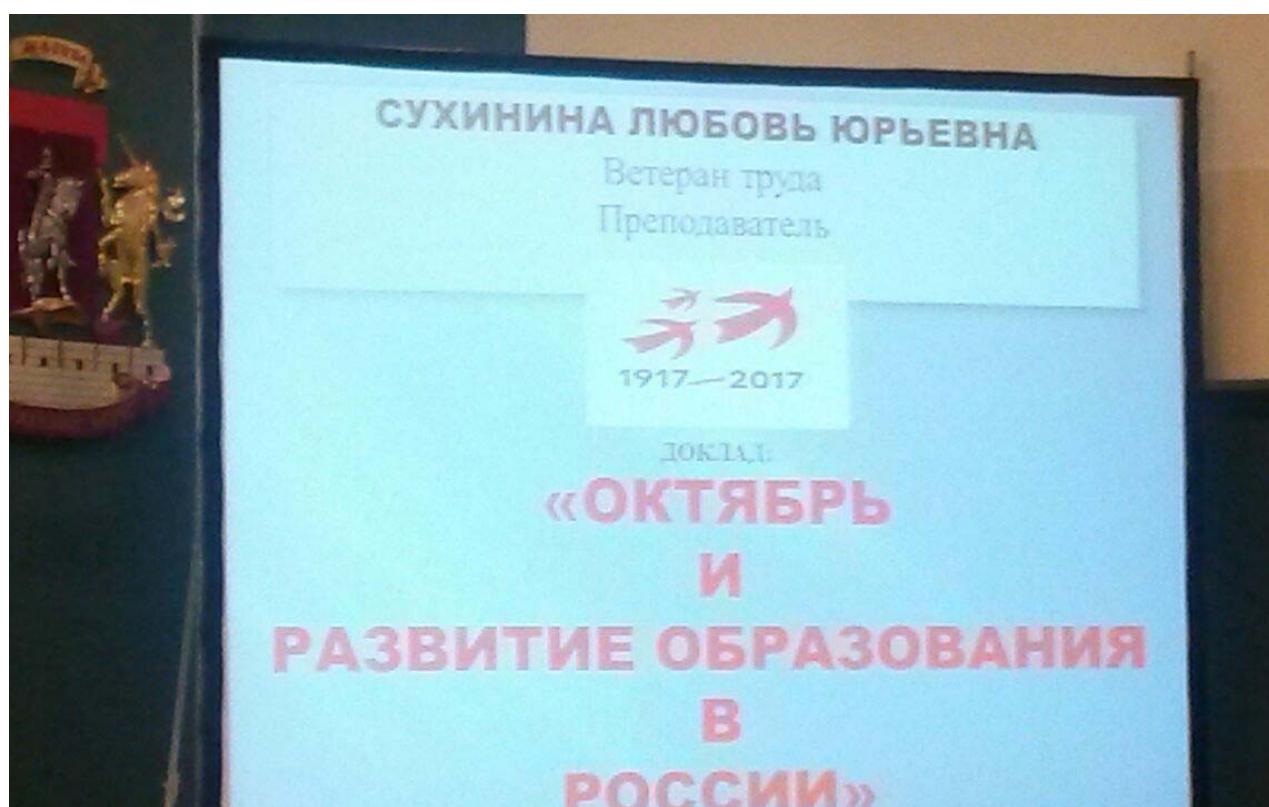 СУХИНИНА ЛЮБОВЬ ЮРЬЕВНА
Ветеран труда
Преподаватель
1917—2017
ДОКЛАД:
«ОКТЯБРЬ
И
РАЗВИТИЕ ОБРАЗОВАНИЯ
В
РОССИИ»